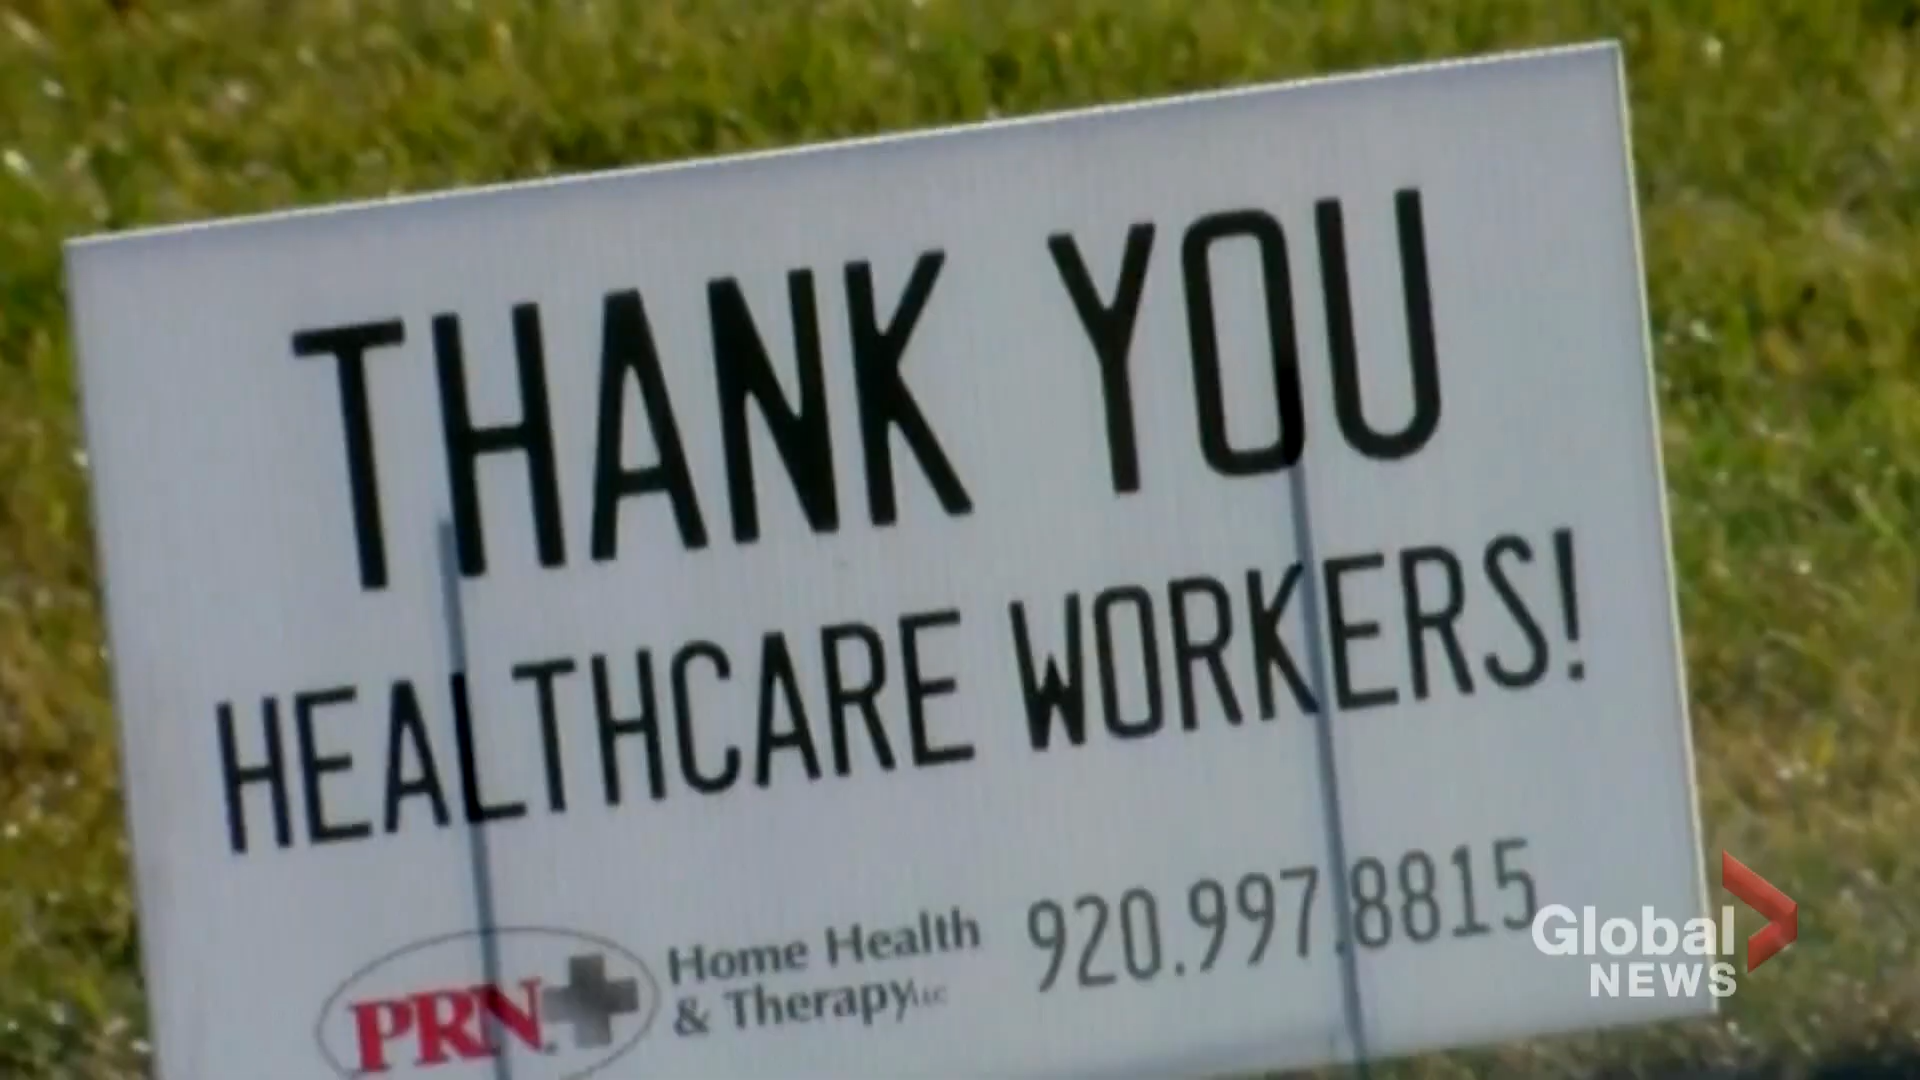 THANK YOU
HEALTHCARE WORKERS!
PRN
Home Health
& Therapy LLC
920.997.8815
Global
NEWS